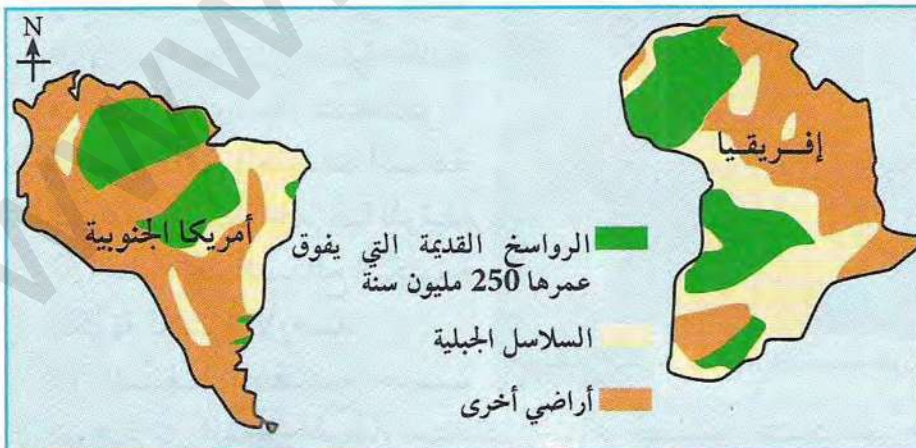 N
إفريقيا
أمريكا الجنوبية
الرواسخ القديمة التي يفوق
عمرها 250 مليون سنة
السلاسل الجبلية
أراضي أخرى